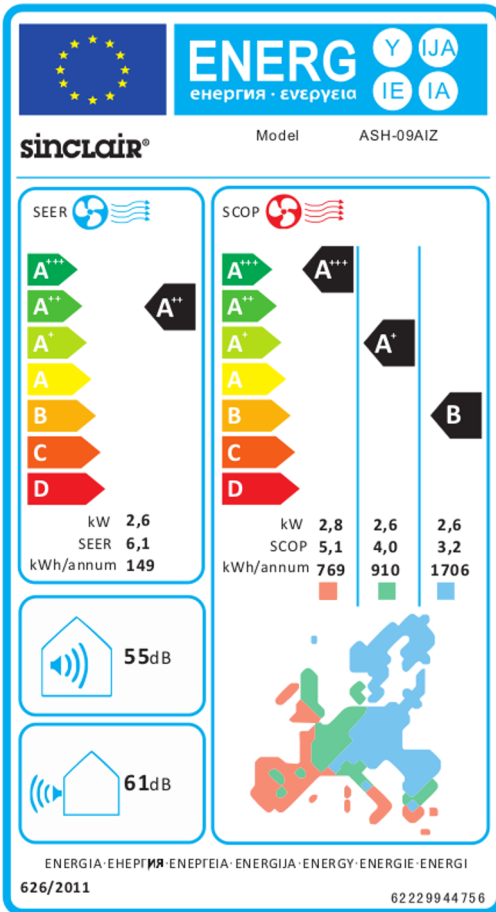 ENERG
енергия · ενεργεια
Y IJA
IE IA
sinclair®
Model ASH-09AIZ
SEER
A+++
A++
A+
A
B
C
D
A++
kW 2,6
SEER 6,1
kWh/annum 149
SCOP
A+++
A++
A+
A
B
C
D
A+++
A+
B
kW 2,8 2,6 2,6
SCOP 5,1 4,0 3,2
kWh/annum 769 910 1706
55dB
61dB
ENERGIA·ЕНЕРГИЯ·ΕΝΕΡΓΕΙΑ·ENERGIJA·ENERGY·ENERGIE·ENERGI
626/2011
62229944756